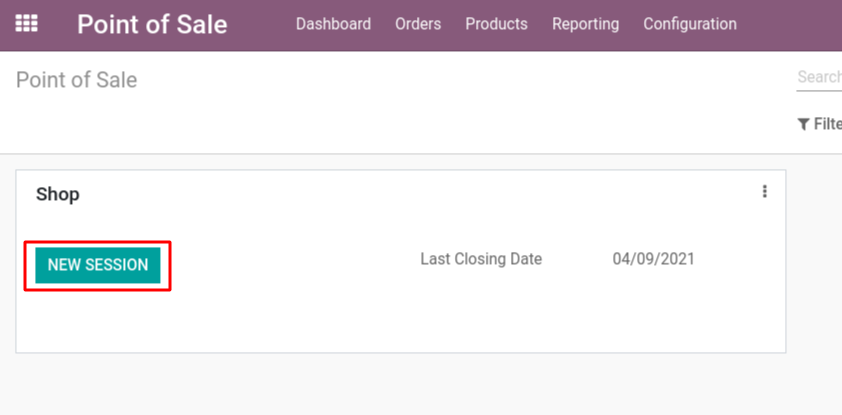 Point of Sale Dashboard Orders Products Reporting Configuration
Point of Sale
Search
Filte
Shop
NEW SESSION Last Closing Date 04/09/2021